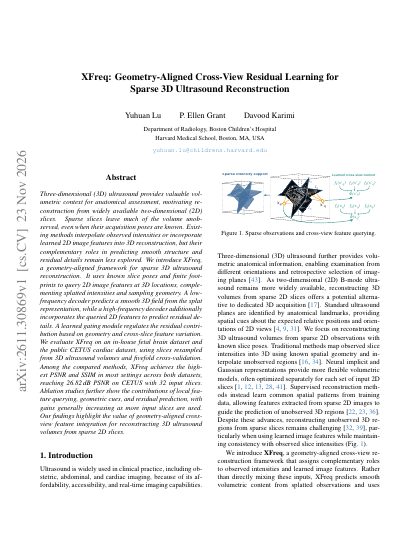 XFreq: Geometry-Aligned Cross-View Residual Learning for
Sparse 3D Ultrasound Reconstruction
Yuhuan Lu P. Ellen Grant Davood Karimi
Department of Radiology, Boston Children's Hospital
Harvard Medical School, Boston, MA, USA
yuhuan.lu@childrens.harvard.edu
arXiv:2611.30869v1 [cs.CV] 23 Nov 2026
Abstract
Three-dimensional (3D) ultrasound provides valuable vol-
umetric context for anatomical assessment, motivating re-
construction from widely available two-dimensional (2D)
slices. Sparse slices leave much of the volume unob-
served, even when their acquisition poses are known. Exist-
ing methods interpolate observed intensities or incorporate
learned 2D image features into 3D reconstruction, but their
complementary roles in predicting smooth structure and
residual details remain less explored. We introduce XFreq,
a geometry-aligned framework for sparse 3D ultrasound
reconstruction. It uses known slice poses and finite foot-
prints to query 2D image features at 3D locations, comple-
menting splatted intensities and sampling geometry. A low-
frequency decoder predicts a smooth 3D field from the splat
representation, while a high-frequency decoder additionally
incorporates the queried 2D features to predict residual de-
tails. A learned gating module regulates the residual contri-
bution based on geometry and cross-slice feature variation.
We evaluate XFreq on an in-house fetal brain dataset and
the public CETUS cardiac dataset, using slices resampled
from 3D ultrasound volumes and fivefold cross-validation.
Among the compared methods, XFreq achieves the high-
est PSNR and SSIM in most settings across both datasets,
reaching 26.82 dB PSNR on CETUS with 32 input slices.
Ablation studies further show the contributions of local fea-
ture querying, geometric cues, and residual prediction, with
gains generally increasing as more input slices are used.
Our findings highlight the value of geometry-aligned cross-
view feature integration for reconstructing 3D ultrasound
volumes from sparse 2D slices.
1. Introduction
Ultrasound is widely used in clinical practice, including ob-
stetric, abdominal, and cardiac imaging, because of its af-
fordability, accessibility, and real-time imaging capabilities.
Figure 1. Sparse observations and cross-view feature querying.
Three-dimensional (3D) ultrasound further provides volu-
metric anatomical information, enabling examination from
different orientations and retrospective selection of imag-
ing planes [43]. As two-dimensional (2D) B-mode ultra-
sound remains more widely available, reconstructing 3D
volumes from sparse 2D slices offers a potential alterna-
tive to dedicated 3D acquisition [17]. Standard ultrasound
planes are identified by anatomical landmarks, providing
spatial cues about the expected relative positions and orien-
tations of 2D views [4, 9, 31]. We focus on reconstructing
3D ultrasound volumes from sparse 2D observations with
known slice poses. Traditional methods map observed slice
intensities into 3D using known spatial geometry and in-
terpolate unobserved regions [16, 34]. Neural implicit and
Gaussian representations provide more flexible volumetric
models, often optimized separately for each set of input 2D
slices [1, 12, 13, 28, 41]. Supervised reconstruction meth-
ods instead learn common spatial patterns from training
data, allowing features extracted from sparse 2D slices to
guide the prediction of unobserved 3D regions [22, 23, 36].
Despite these advances, reconstructing unobserved 3D re-
gions from sparse slices remains challenging [32, 39], par-
ticularly when using learned image features while maintain-
ing consistency with observed slice intensities (Fig. 1).
We introduce XFreq, a geometry-aligned cross-view re-
construction framework that assigns complementary roles
to observed intensities and learned image features. Rather
than directly mixing these inputs, XFreq predicts smooth
volumetric content from splatted observations and uses